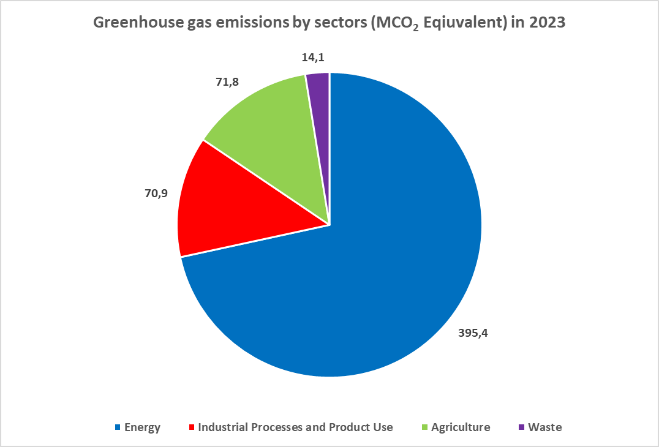 Greenhouse gas emissions by sectors (MCO₂ Eqiuvalent) in 2023
14,1
71,8
70,9
395,4
Energy Industrial Processes and Product Use Agriculture Waste